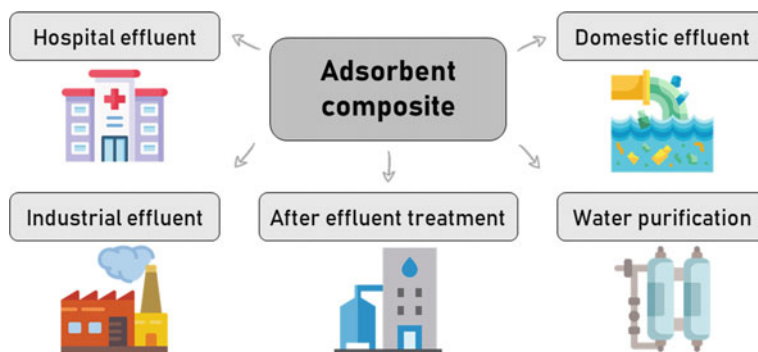 Hospital effluent
Adsorbent
composite
Domestic effluent
Industrial effluent
After effluent treatment
Water purification